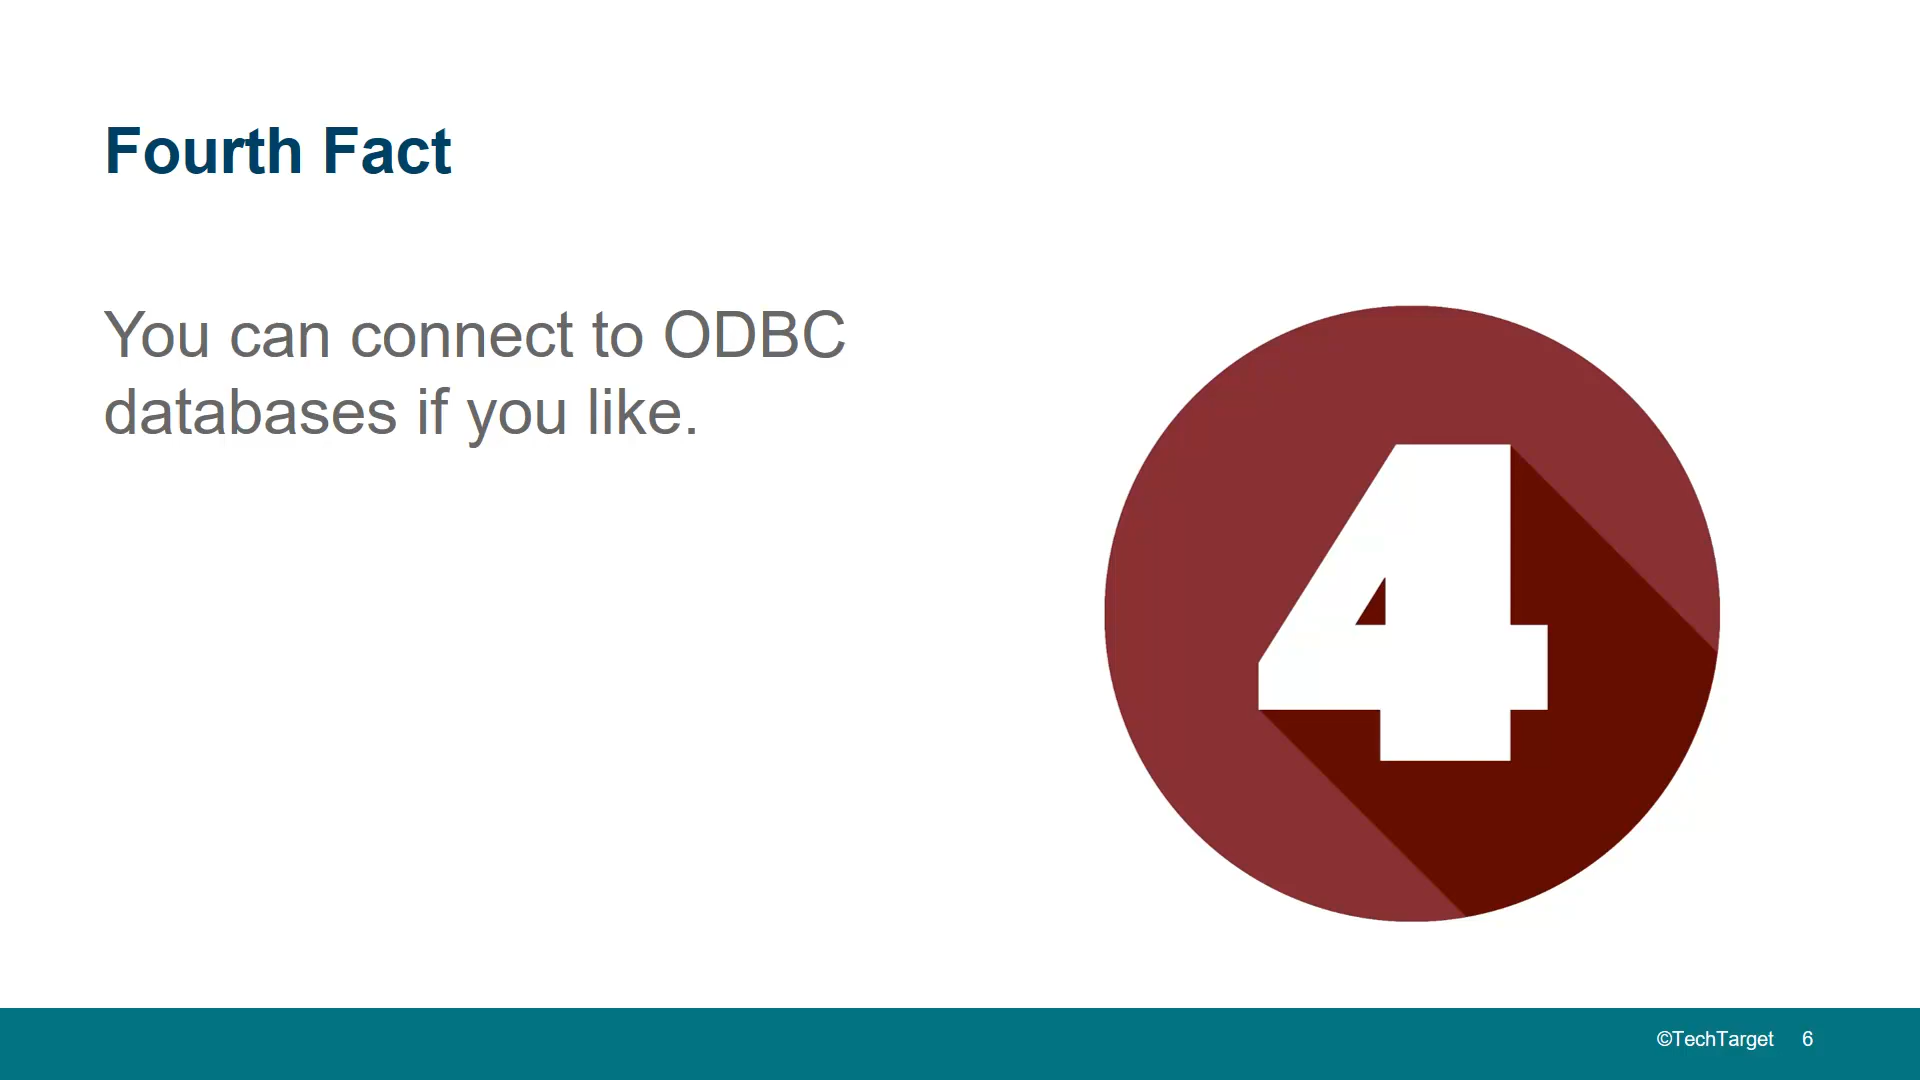 Fourth Fact
You can connect to ODBC
databases if you like.
4
©TechTarget 6